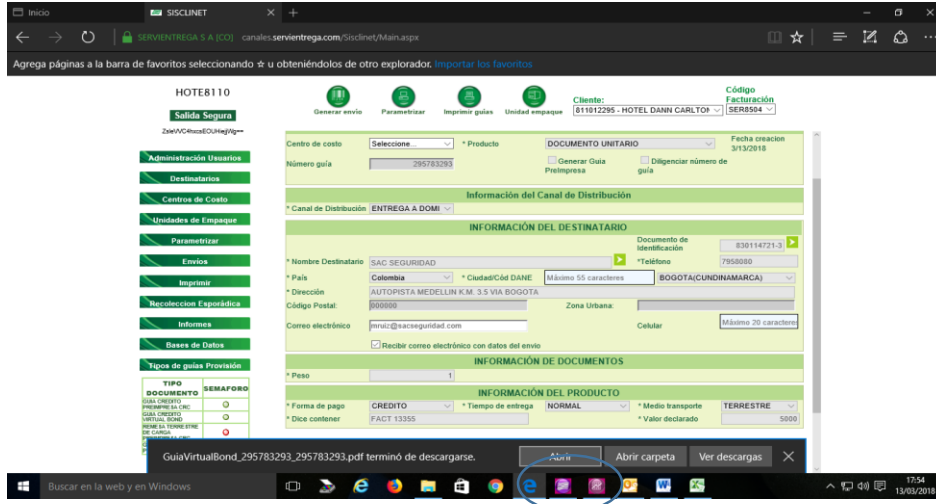 Inicio
SISCLINET
SERVIENTREGA S A [CO] canales.servientrega.com/Sisclinet/Main.aspx
Agrega páginas a la barra de favoritos seleccionando ☆ u obteniéndolos de otro explorador. Importar los favoritos
HOTE8110
Salida Segura
Generar envío
Parametrizar
Imprimir guías
Unidad empaque
Cliente:
811012295 - HOTEL DANN CARLTON
Código Facturación
SER8504
Administración Usuarios
Destinatarios
Centros de Costo
Unidades de Empaque
Parametrizar
Envíos
Imprimir
Recoleccion Esporádica
Informes
Bases de Datos
Tipos de guías Provisión
TIPO DOCUMENTO SEMAFORO
GUIA CREDITO PREIMPRESA CRC
GUIA CREDITO VIRTUAL BOND
REMESA TERRESTRE DE CARGA
Centro de costo Seleccione... * Producto DOCUMENTO UNITARIO Fecha creacion 3/13/2018
Número guía 295783293 Generar Guia PreImpresa Diligenciar número de guía
Información del Canal de Distribución
* Canal de Distribución ENTREGA A DOMI
INFORMACIÓN DEL DESTINATARIO
Documento de Identificación 830114721-3
* Nombre Destinatario SAC SEGURIDAD *Teléfono 7958080
* País Colombia * Ciudad/Cód DANE Máximo 55 caracteres BOGOTA(CUNDINAMARCA)
* Dirección AUTOPISTA MEDELLIN K.M. 3.5 VIA BOGOTA
Código Postal: 000000 Zona Urbana:
Correo electrónico mruiz@sacseguridad.com Celular Máximo 20 caracteres
Recibir correo electrónico con datos del envio
INFORMACIÓN DE DOCUMENTOS
* Peso 1
INFORMACIÓN DEL PRODUCTO
* Forma de pago CREDITO * Tiempo de entrega NORMAL * Medio transporte TERRESTRE
* Dice contener FACT 13355 * Valor declarado 5000
GuiaVirtualBond_295783293_295783293.pdf terminó de descargarse.
Abrir
Abrir carpeta
Ver descargas
Buscar en la web y en Windows
17:54
13/03/2018